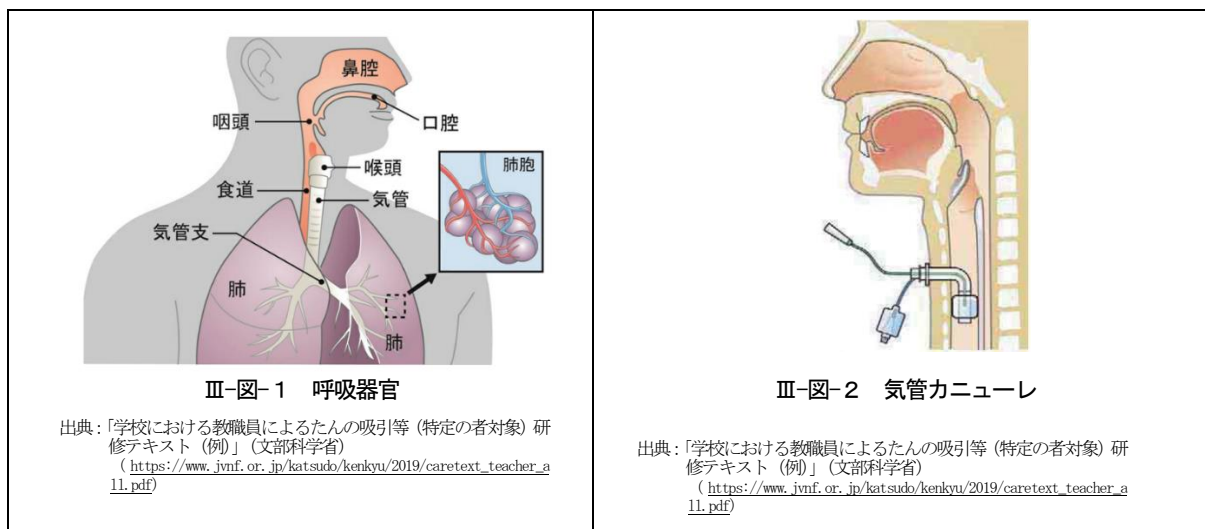 鼻腔
咽頭
口腔
喉頭
肺胞
食道
気管
気管支
肺
肺
Ⅲ-図-1 呼吸器官
出典:「学校における教職員によるたんの吸引等(特定の者対象)研
修テキスト(例)」(文部科学省)
(https://www.jvnf.or.jp/katsudo/kenkyu/2019/caretext_teacher_a
ll.pdf)
Ⅲ-図-2 気管カニューレ
出典:「学校における教職員によるたんの吸引等(特定の者対象)研
修テキスト(例)」(文部科学省)
(https://www.jvnf.or.jp/katsudo/kenkyu/2019/caretext_teacher_a
ll.pdf)